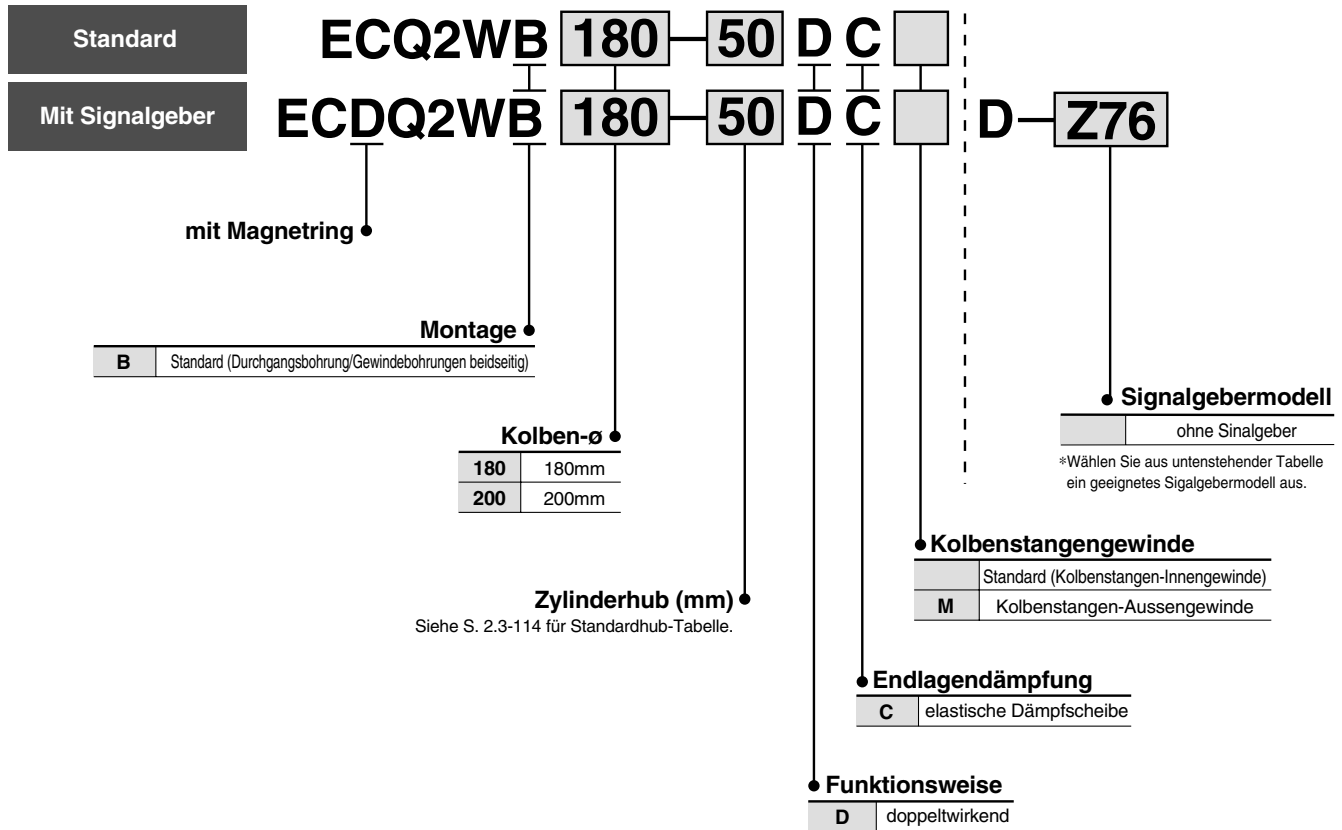 Standard ECQ2WB 180-50 D C
Mit Signalgeber ECDQ2WB 180-50 D C D-Z76
mit Magnetring
Montage
B Standard (Durchgangsbohrung/Gewindebohrungen beidseitig)
Signalgebermodell
ohne Sinalgeber
*Wählen Sie aus untenstehender Tabelle
ein geeignetes Sigalgebermodell aus.
Kolben-ø
180 180mm
200 200mm
Kolbenstangengewinde
Standard (Kolbenstangen-Innengewinde)
M Kolbenstangen-Aussengewinde
Zylinderhub (mm)
Siehe S. 2.3-114 für Standardhub-Tabelle.
Endlagendämpfung
C elastische Dämpfscheibe
Funktionsweise
D doppeltwirkend